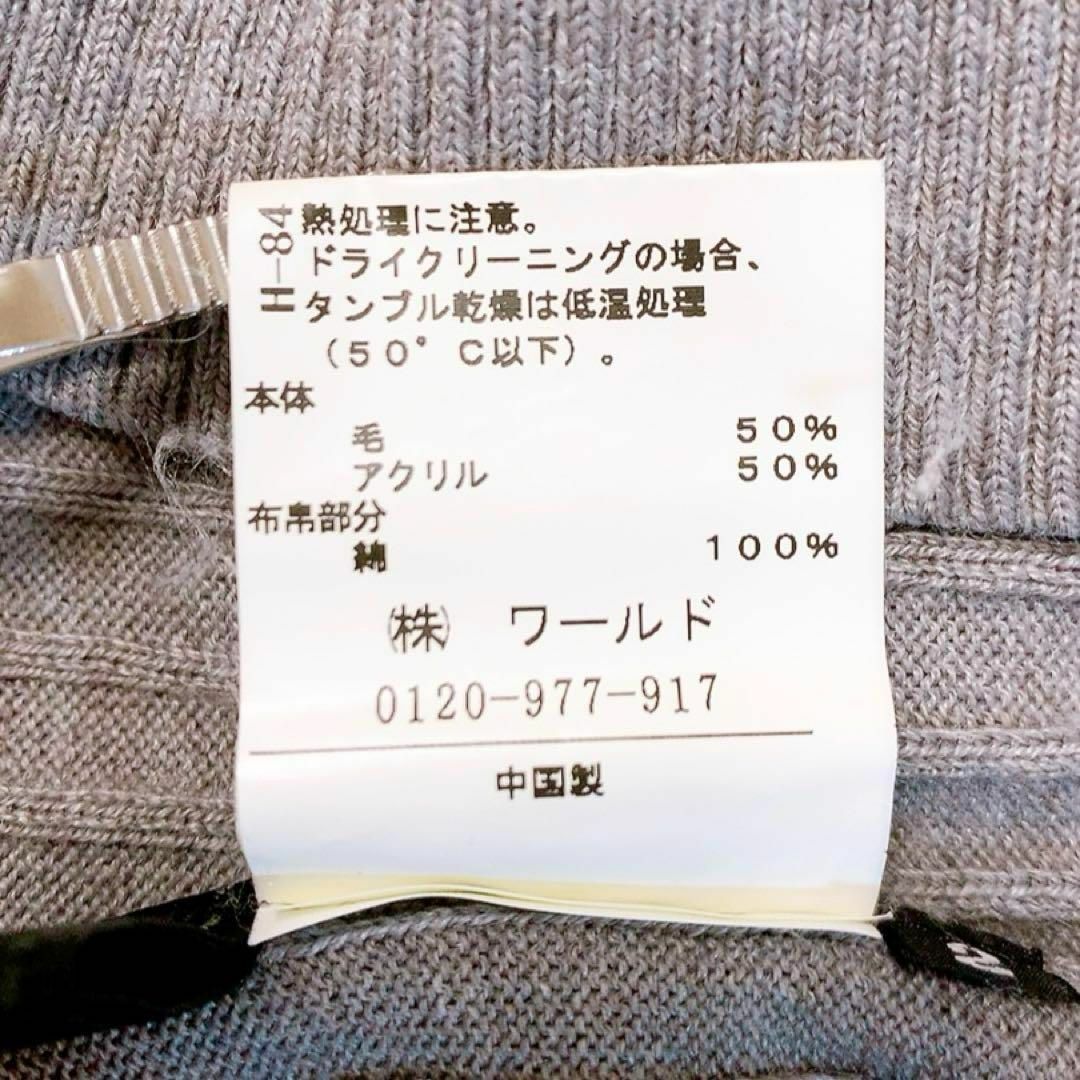 H-84
熱処理に注意。
ドライクリーニングの場合、
タンブル乾燥は低温処理
（50°C以下）。
本体
毛 50%
アクリル 50%
布帛部分
綿 100%
㈱ ワールド
0120-977-917
中国製